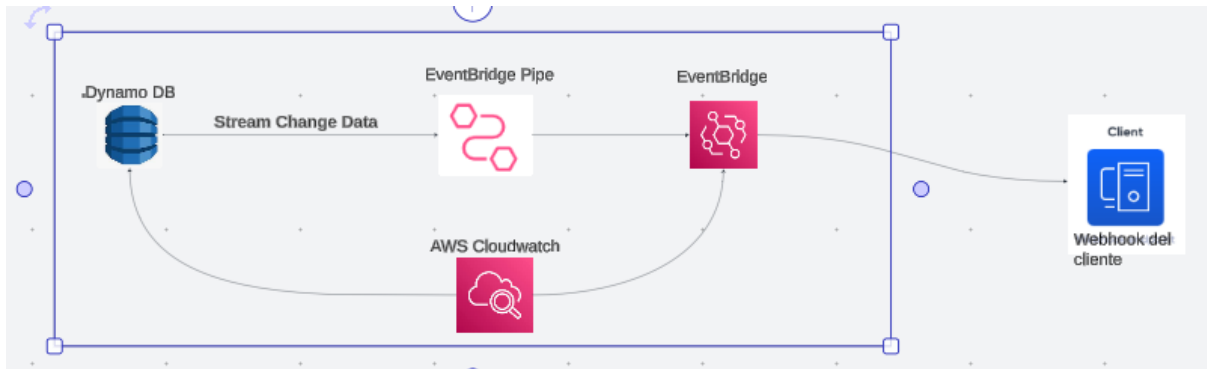 Dynamo DB
Stream Change Data
EventBridge Pipe
EventBridge
AWS Cloudwatch
Client
Webhook del
cliente